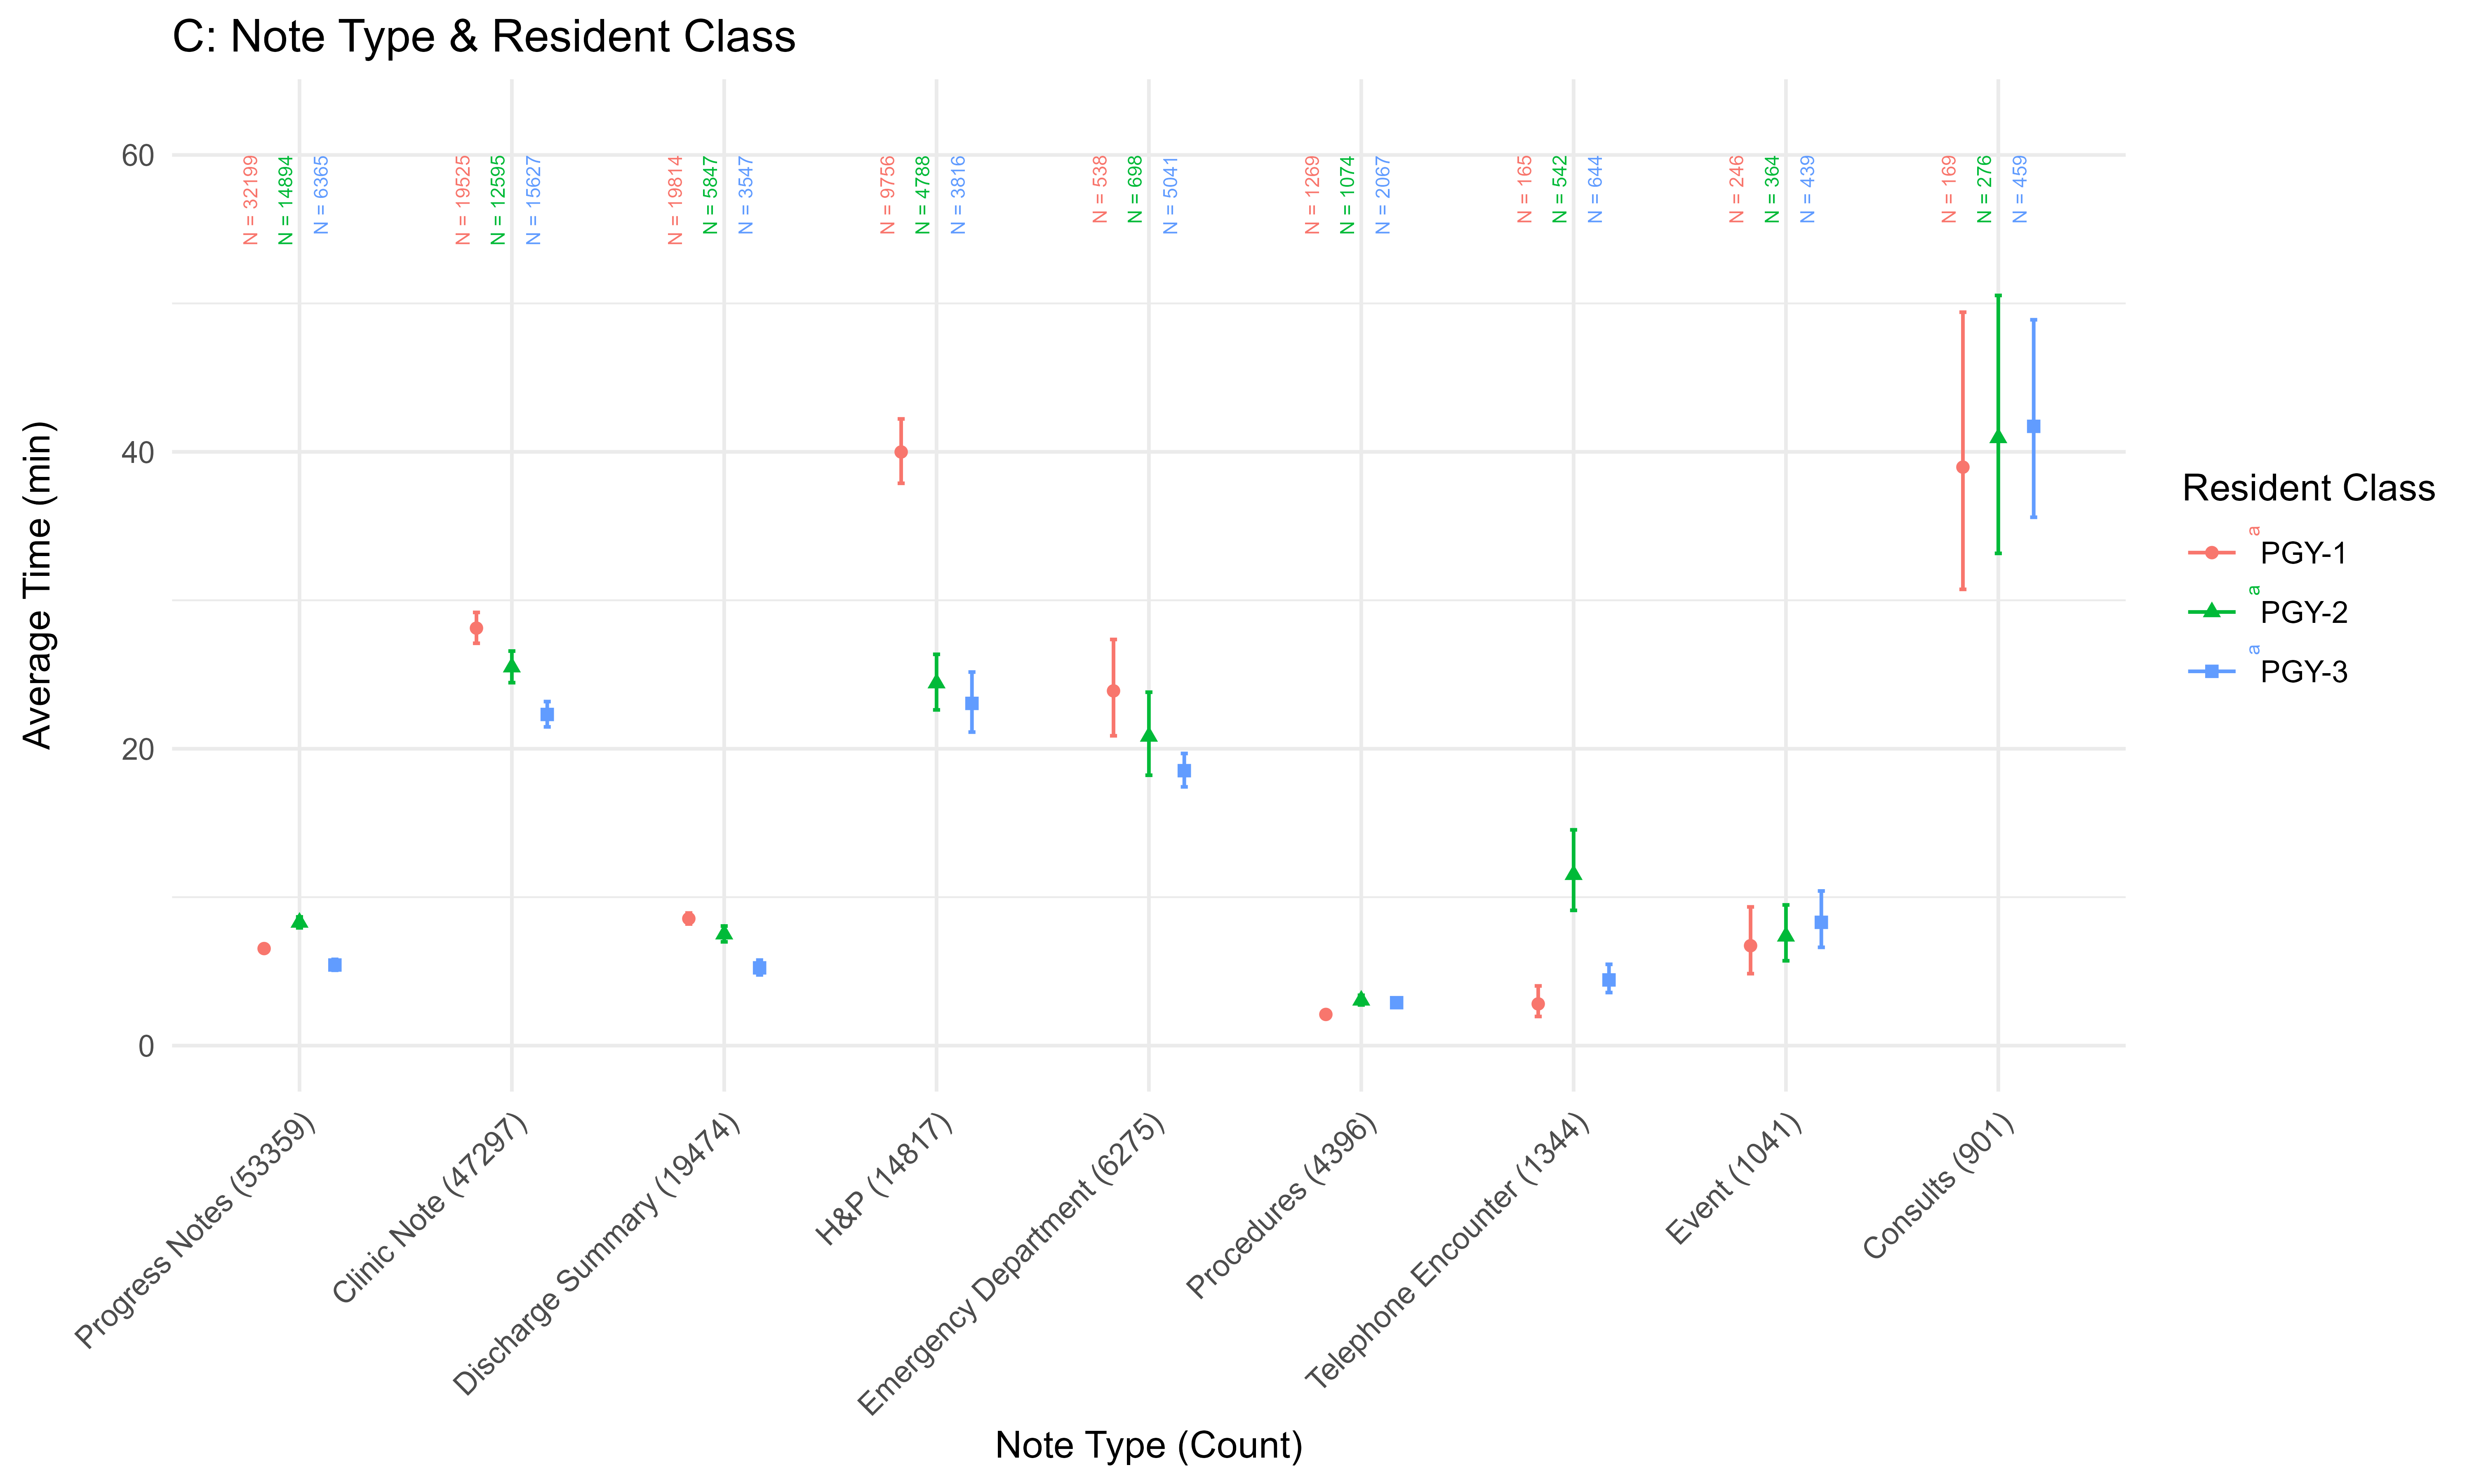 C: Note Type & Resident Class
Average Time (min)
60
40
20
0
N = 32199
N = 14894
N = 6365
N = 19525
N = 12595
N = 15627
N = 19814
N = 5847
N = 3547
N = 9756
N = 4788
N = 3816
N = 538
N = 698
N = 5041
N = 1269
N = 1074
N = 2067
N = 165
N = 542
N = 644
N = 246
N = 364
N = 439
N = 169
N = 276
N = 459
Resident Class
a
PGY-1
a
PGY-2
a
PGY-3
Progress Notes (53359)
Clinic Note (47297)
Discharge Summary (19474)
H&P (14817)
Emergency Department (6275)
Procedures (4396)
Telephone Encounter (1344)
Event (1041)
Consults (901)
Note Type (Count)